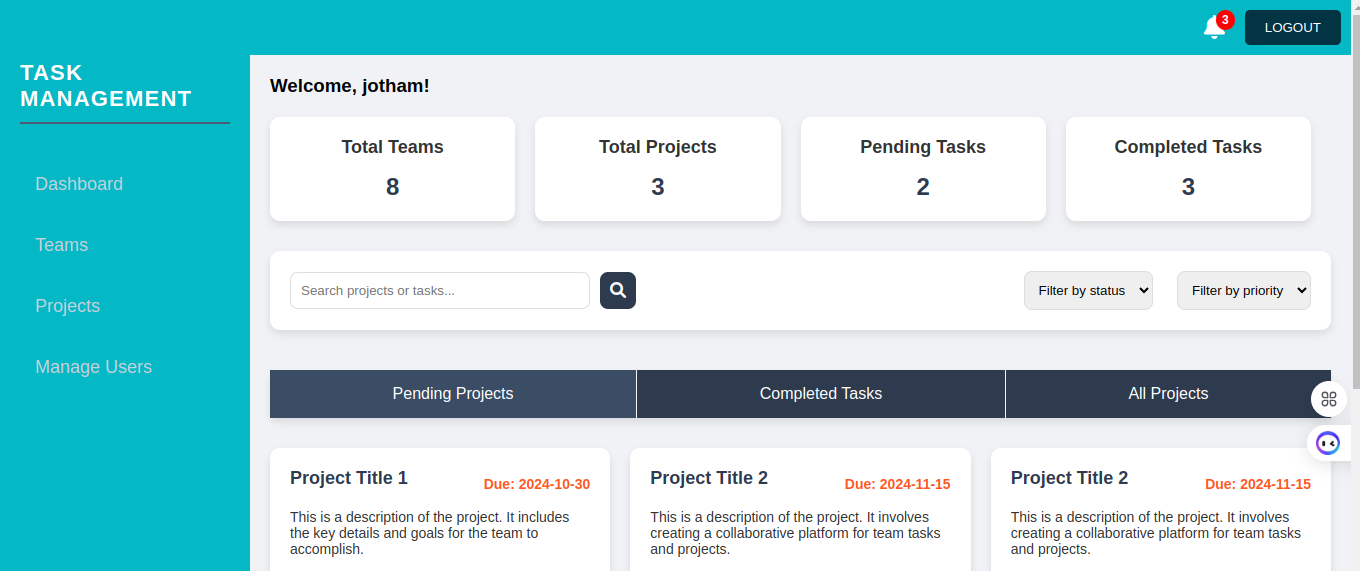 3
LOGOUT
TASK
MANAGEMENT
Dashboard
Teams
Projects
Manage Users
Welcome, jotham!
Total Teams
8
Total Projects
3
Pending Tasks
2
Completed Tasks
3
Search projects or tasks...
Filter by status
Filter by priority
Pending Projects
Completed Tasks
All Projects
Project Title 1
Due: 2024-10-30
This is a description of the project. It includes
the key details and goals for the team to
accomplish.
Project Title 2
Due: 2024-11-15
This is a description of the project. It involves
creating a collaborative platform for team tasks
and projects.
Project Title 2
Due: 2024-11-15
This is a description of the project. It involves
creating a collaborative platform for team tasks
and projects.